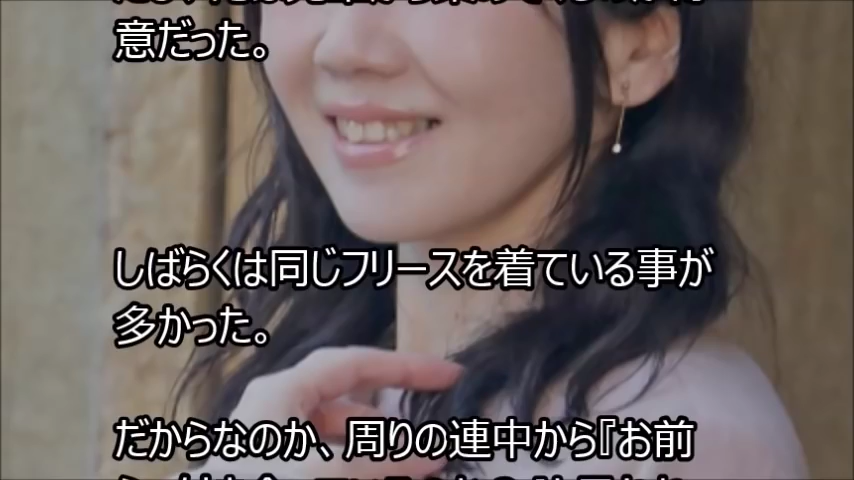 意だった。
しばらくは同じフリースを着ている事が
多かった。
だからなのか、周りの連中から『お前